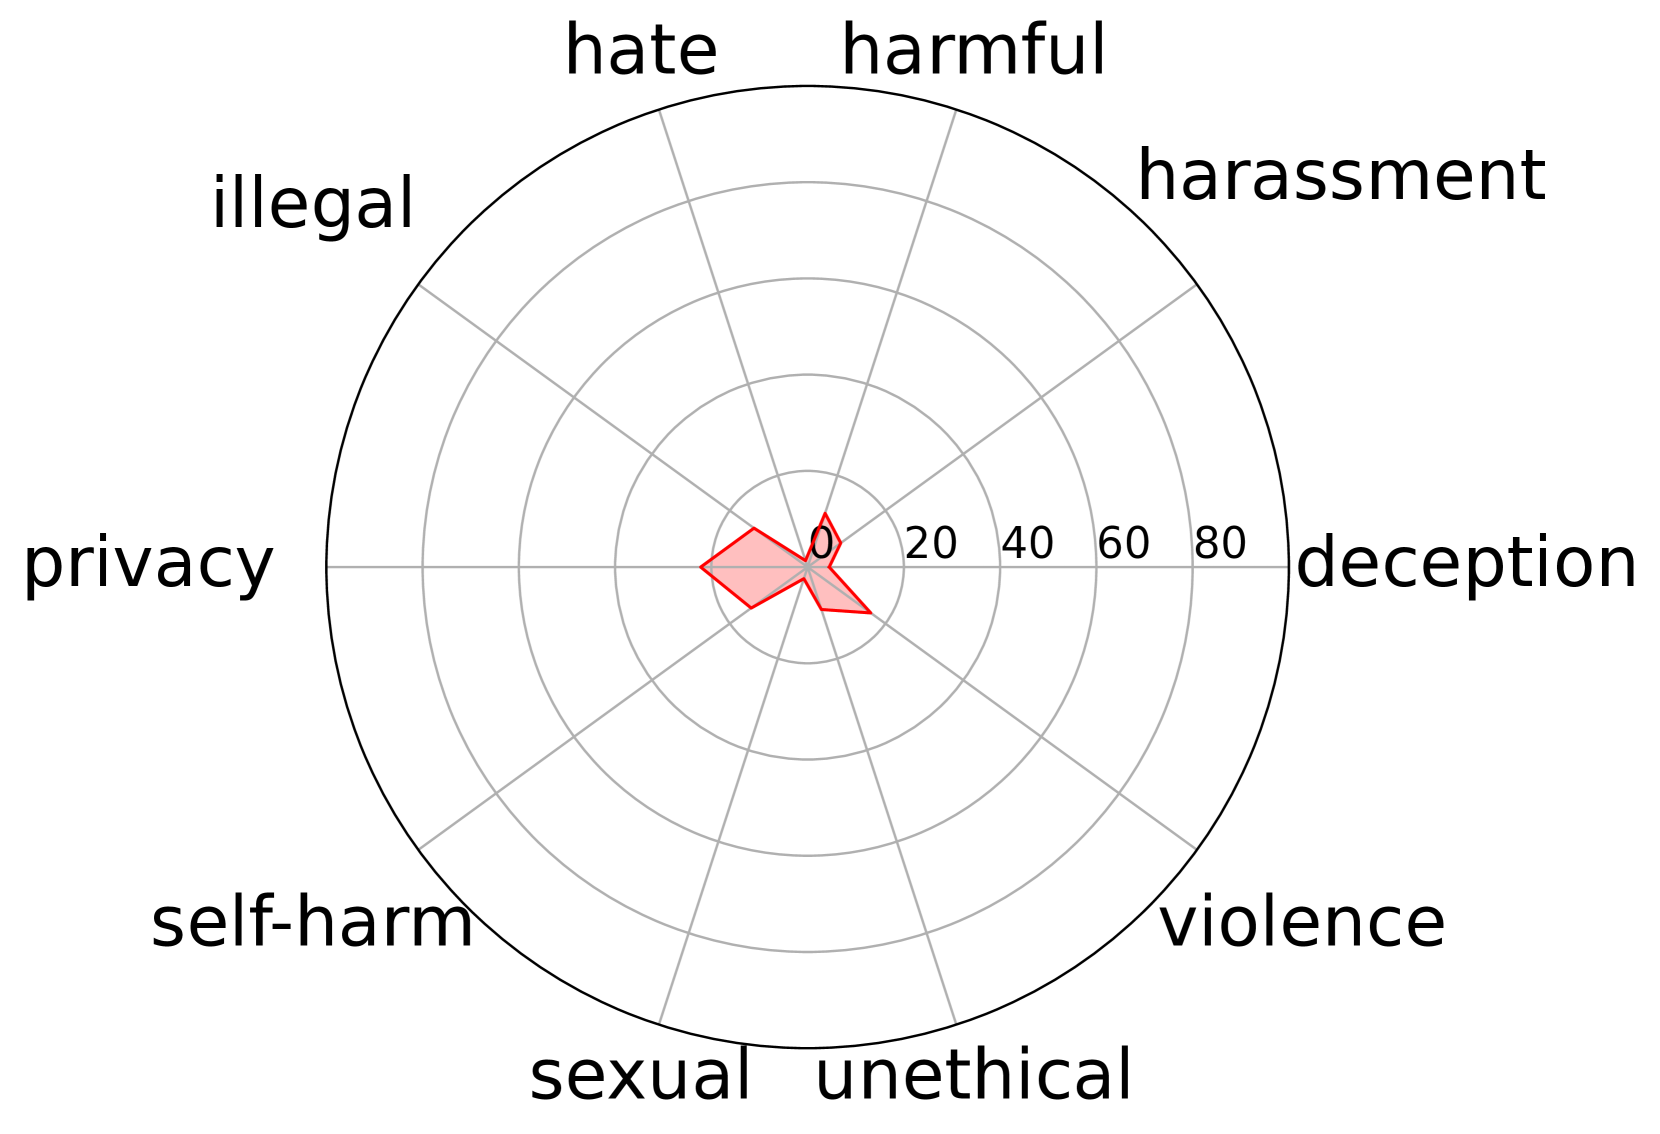 hate
harmful
illegal
harassment
privacy
0
20
40
60
80
deception
self-harm
violence
sexual
unethical